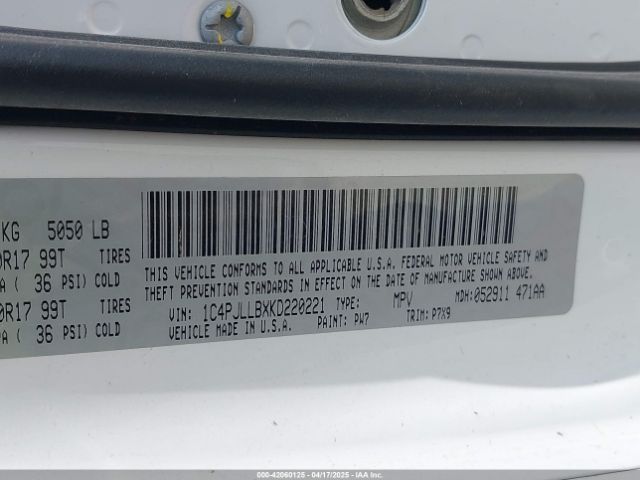 KG 5050 LB
0R17 99T TIRES
A ( 36 PSI) COLD
0R17 99T TIRES
PA ( 36 PSI) COLD
THIS VEHICLE CONFORMS TO ALL APPLICABLE U.S.A. FEDERAL MOTOR VEHICLE SAFETY AND
THEFT PREVENTION STANDARDS IN EFFECT ON THE DATE OF MANUFACTURE SHOWN ABOVE.
VIN: 1C4PJLLBXKD220221 TYPE: MPV MDH: 052911 471AA
VEHICLE MADE IN U.S.A. PAINT: PW7 TRIM: P7X9
000-42060125 - 04/17/2025 - IAA Inc.